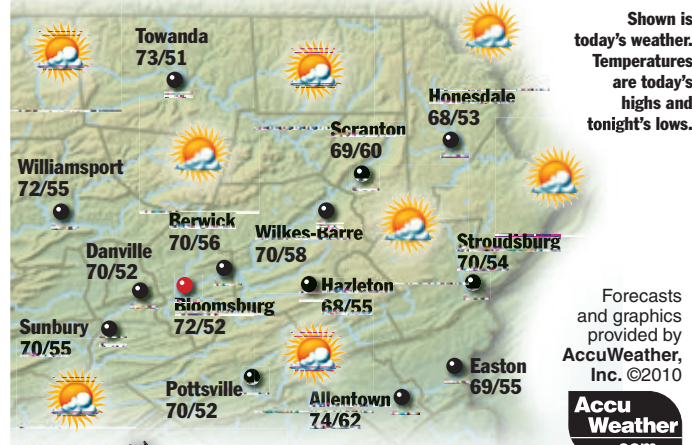 Shown is
today's weather.
Temperatures
are today's
highs and
tonight's lows.
Towanda
73/51
Honesdale
68/53
Scranton
69/60
Williamsport
72/55
Berwick
70/56
Wilkes-Barre
70/58
Stroudsburg
70/54
Danville
70/52
Bloomsburg
72/52
Hazleton
68/55
Sunbury
70/55
Pottsville
70/52
Allentown
74/62
Easton
69/55
Forecasts
and graphics
provided by
AccuWeather,
Inc. ©2010
Accu
Weather
.com